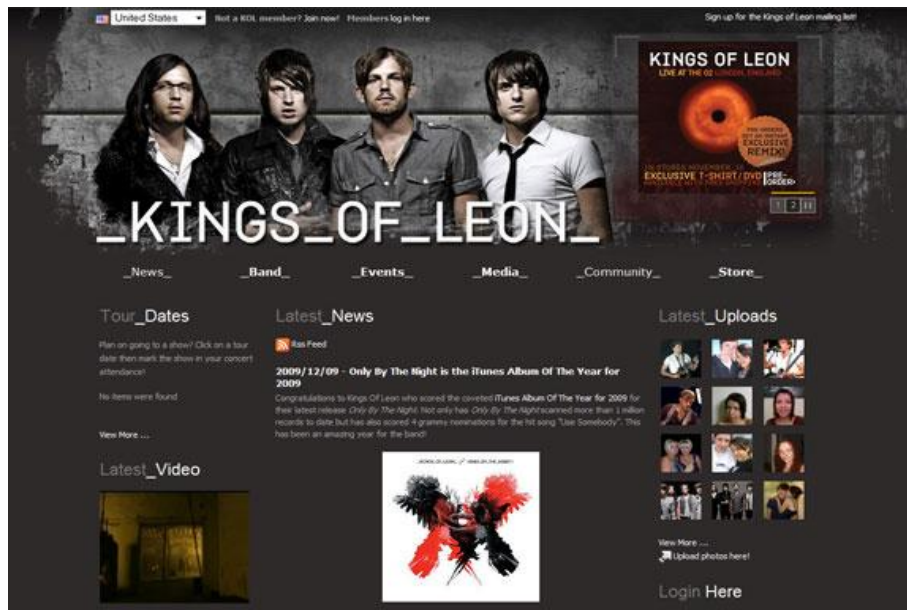 United States
Not a KOL member? Join now! Members log in here
Sign up for the Kings of Leon mailing list!
KINGS OF LEON
LIVE AT THE O2 LONDON, ENGLAND
EXCLUSIVE
REMIX!
EXCLUSIVE T-SHIRT/DVD
PRE-
ORDER>
1 2
_KINGS_OF_LEON_
_News_ _Band_ _Events_ _Media_ _Community_ _Store_
Tour_Dates
Plan on going to a show? Click on a tour
date then mark the show in your concert
attendance!
No items were found
View More ...
Latest_Video
Latest_News
Rss Feed
2009/12/09 - Only By The Night is the iTunes Album Of The Year for
2009
Congratulations to Kings Of Leon who scored the coveted iTunes Album Of The Year for 2009 for
their latest release Only By The Night. Not only has Only By The Night scanned more than 1 million
records to date but has also scored 4 grammy nominations for the hit song "Use Somebody". This
has been an amazing year for the band!
Latest_Uploads
View More ...
Upload photos here!
Login Here